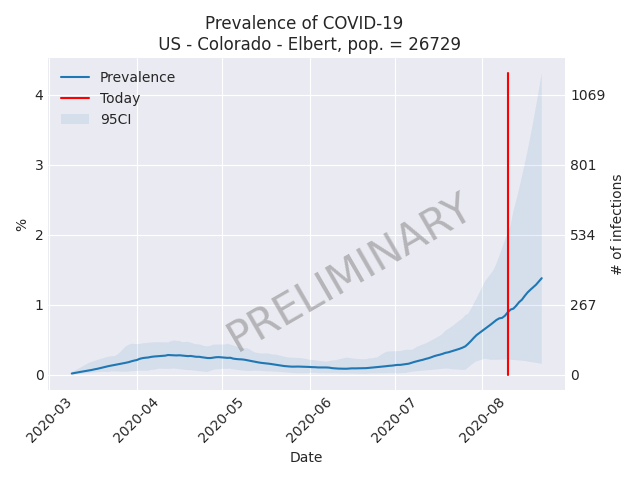 Prevalence of COVID-19
US - Colorado - Elbert, pop. = 26729
Prevalence
Today
95CI
4
3
2
1
0
%
1069
801
534
267
0
# of infections
PRELIMINARY
2020-03
2020-04
2020-05
2020-06
2020-07
2020-08
Date